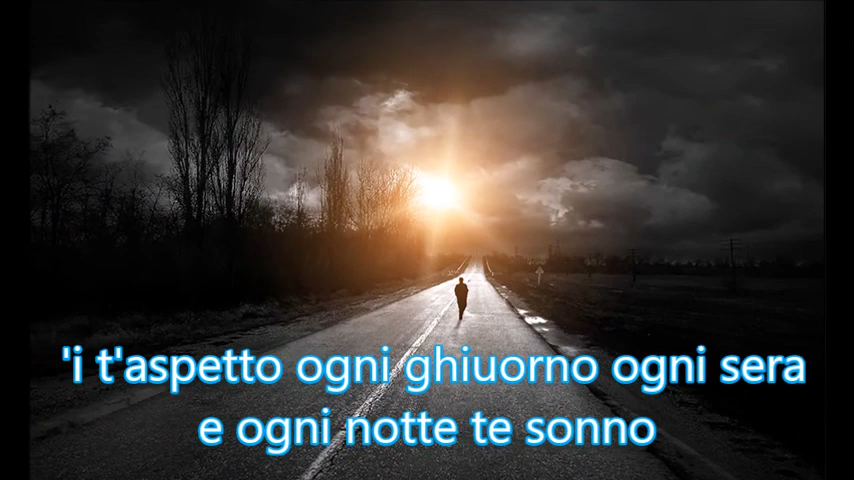 'i t'aspetto ogni ghiuorno ogni sera
e ogni notte te sonno